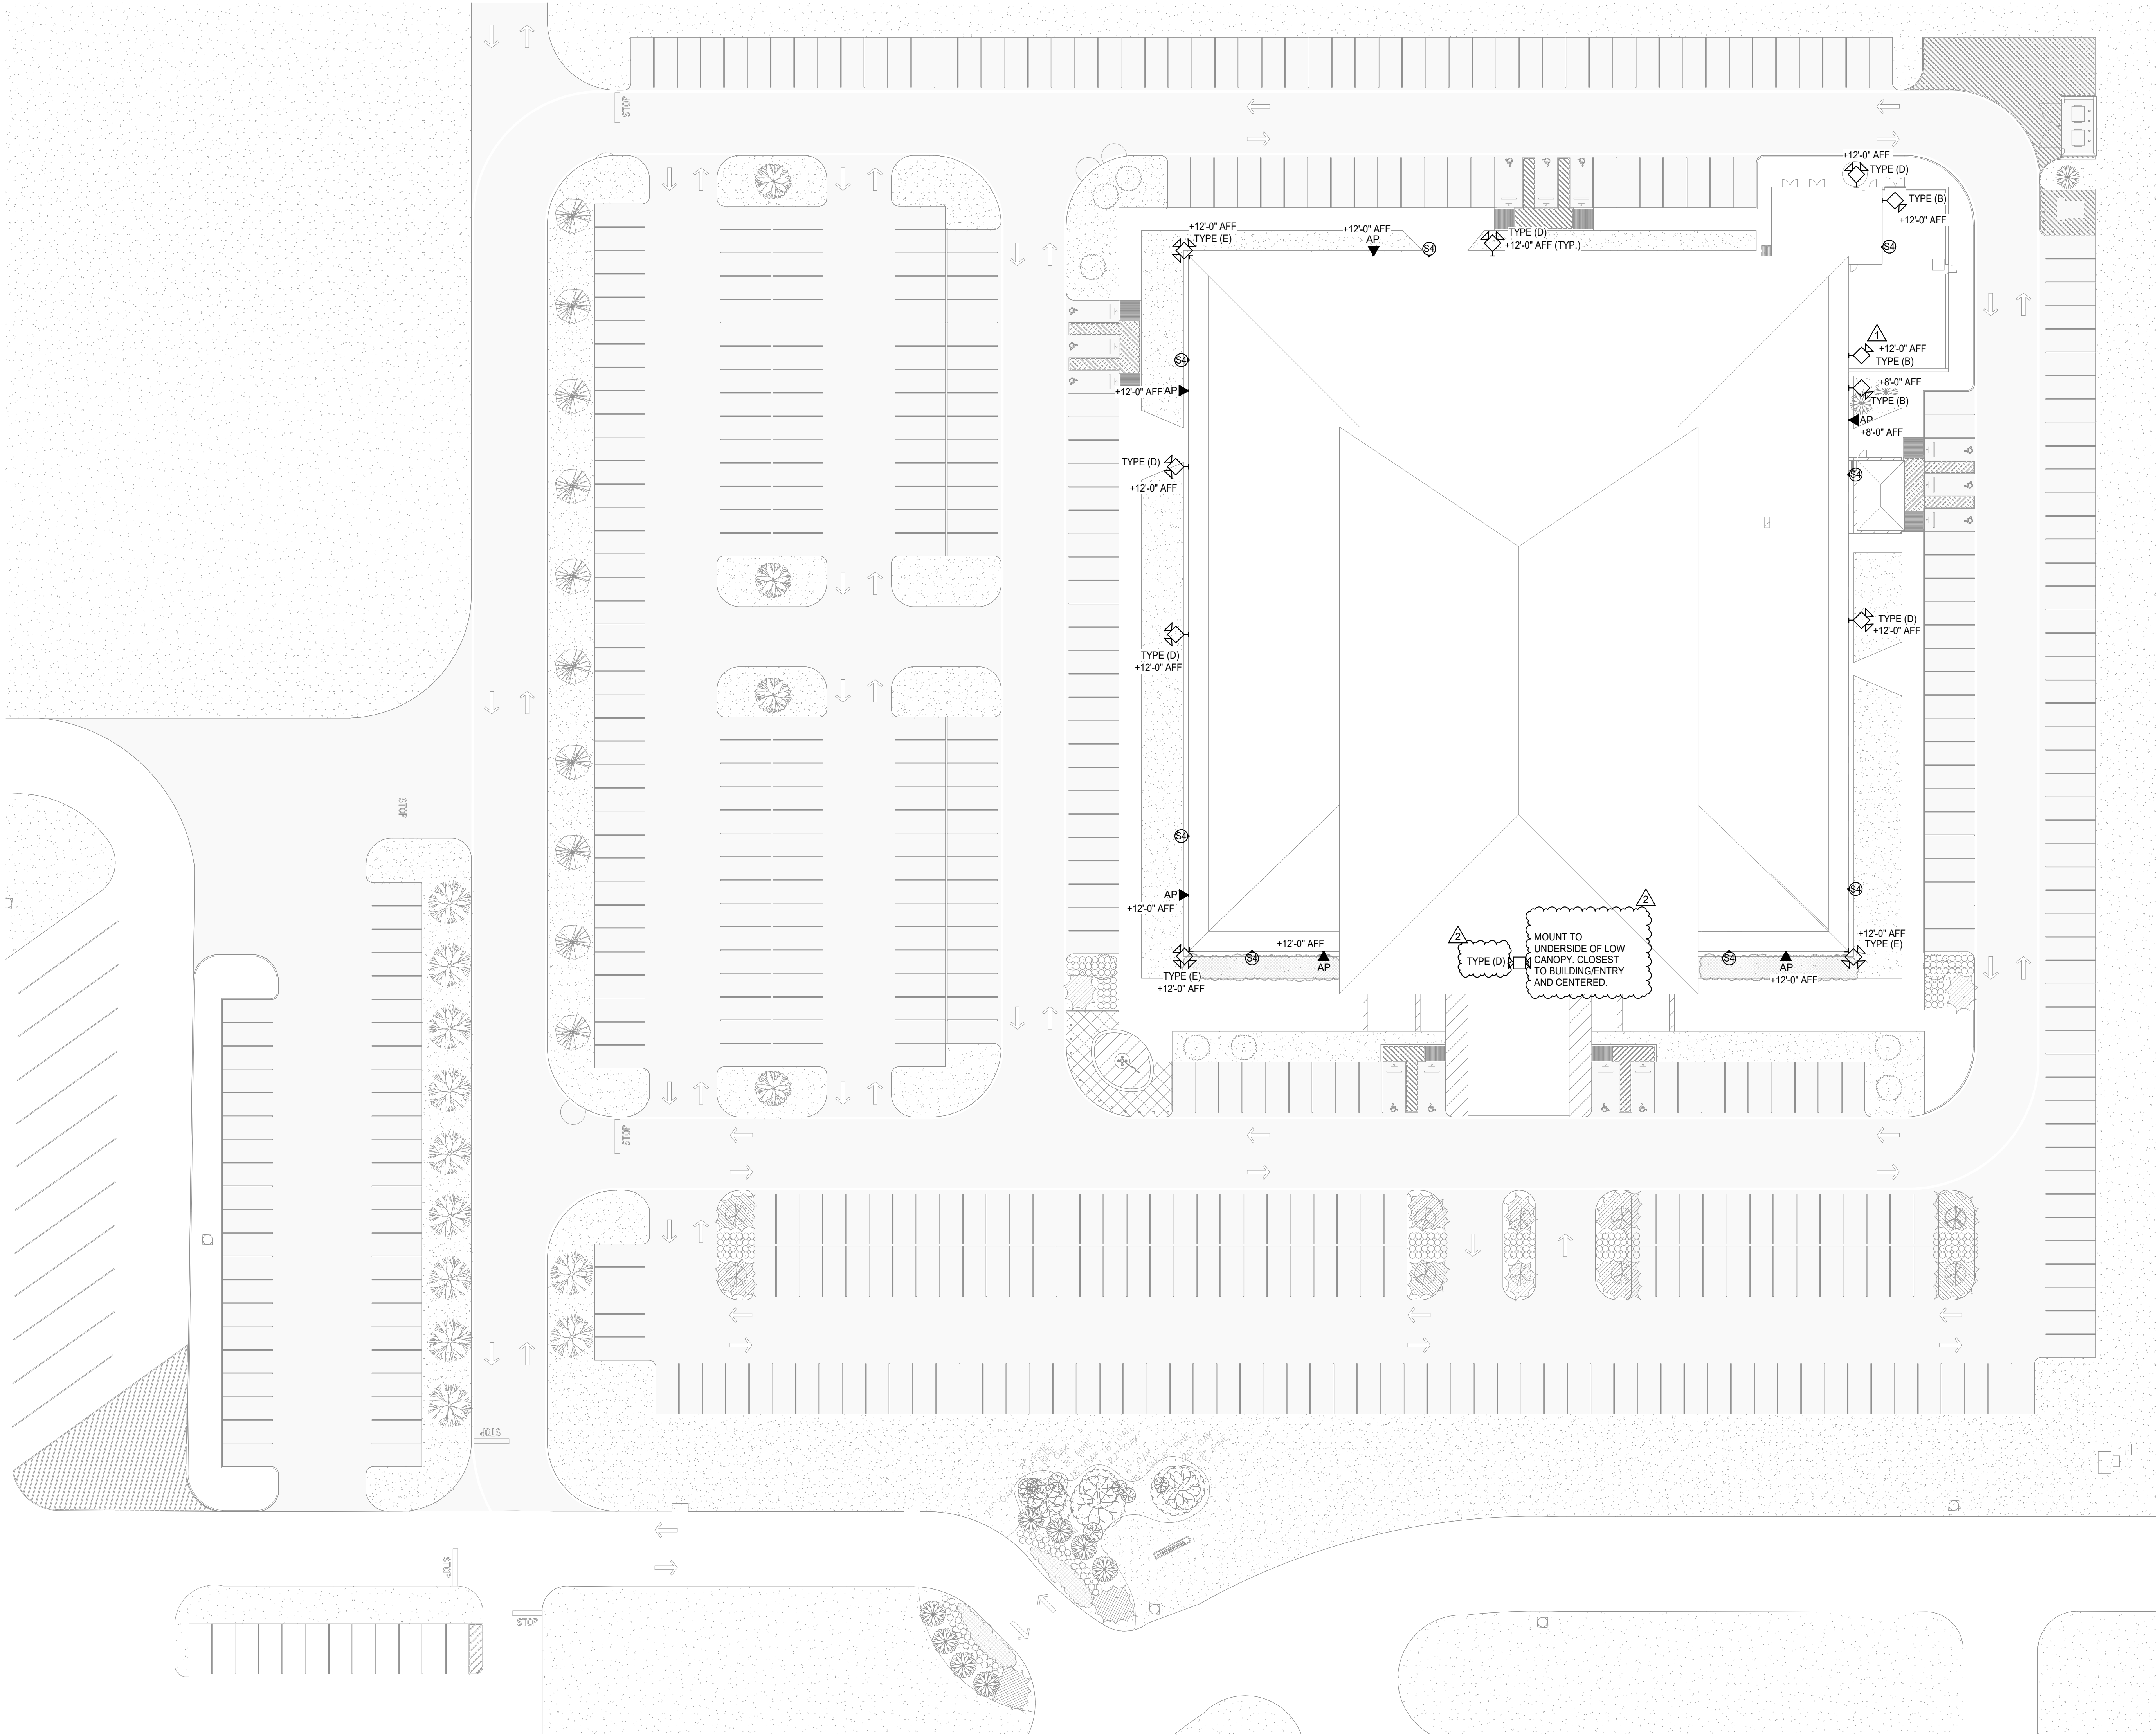 STOP
+12'-0" AFF
TYPE (D)
TYPE (B)
+12'-0" AFF
+12'-0" AFF
TYPE (E)
+12'-0" AFF
AP
S4
TYPE (D)
+12'-0" AFF (TYP.)
S4
1
+12'-0" AFF
TYPE (B)
S4
+12'-0" AFF AP
+8'-0" AFF
TYPE (B)
AP
+8'-0" AFF
TYPE (D)
+12'-0" AFF
S4
TYPE (D)
+12'-0" AFF
TYPE (D)
+12'-0" AFF
STOP
S4
AP
+12'-0" AFF
S4
2
2
MOUNT TO
UNDERSIDE OF LOW
CANOPY. CLOSEST
TO BUILDING/ENTRY
AND CENTERED.
TYPE (D)
+12'-0" AFF
TYPE (E)
+12'-0" AFF
S4
AP
S4
AP
+12'-0" AFF
TYPE (E)
+12'-0" AFF
STOP
STOP
STOP
STOP